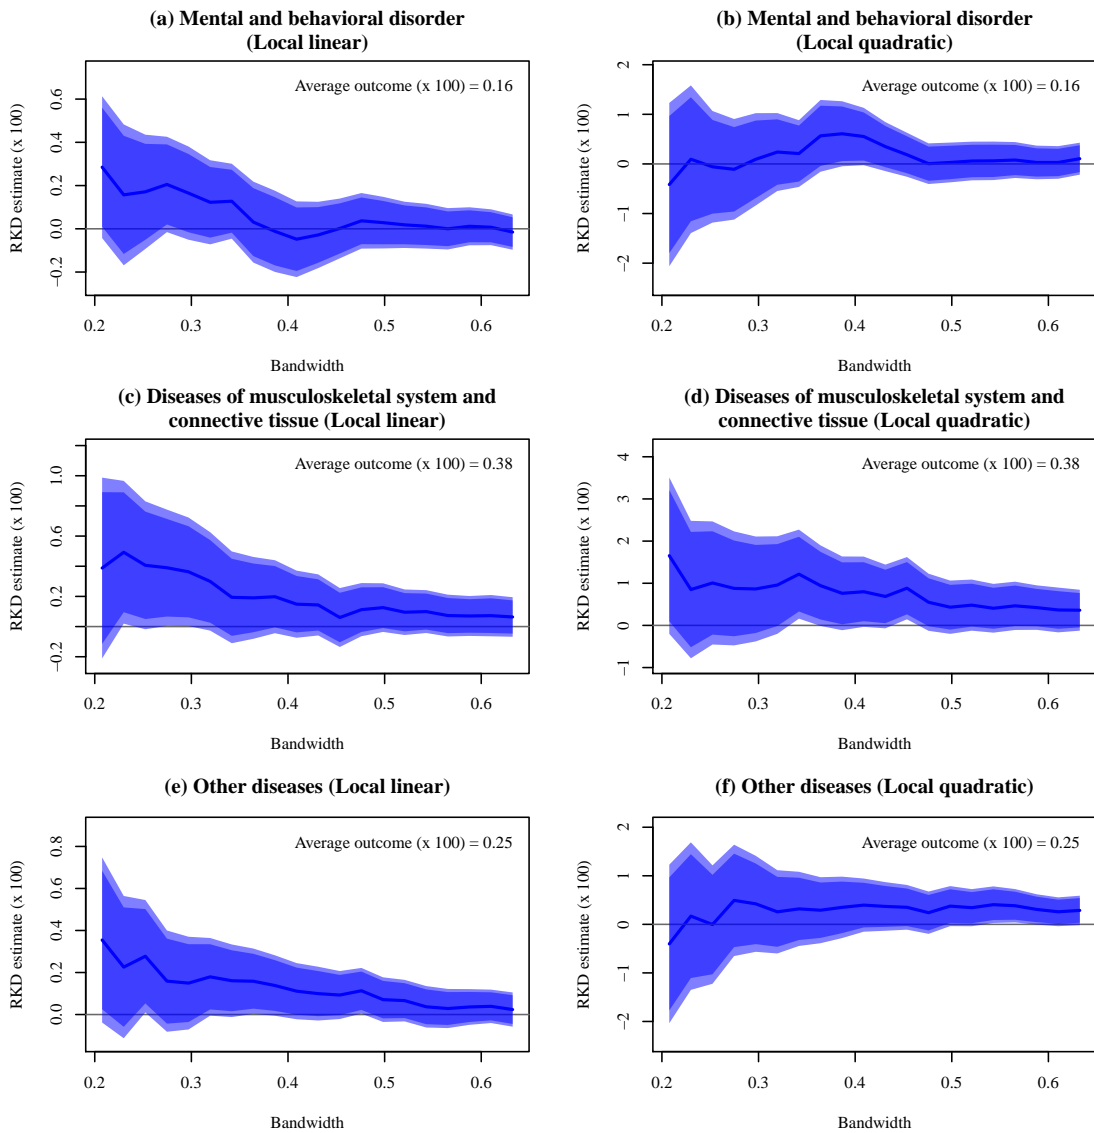 (a) Mental and behavioral disorder
(Local linear)
Average outcome (x 100) = 0.16
RKD estimate (x 100)
0.6
0.4
0.2
0.0
−0.2
0.2 0.3 0.4 0.5 0.6
Bandwidth
(b) Mental and behavioral disorder
(Local quadratic)
Average outcome (x 100) = 0.16
RKD estimate (x 100)
2
1
0
−1
−2
0.2 0.3 0.4 0.5 0.6
Bandwidth
(c) Diseases of musculoskeletal system and
connective tissue (Local linear)
Average outcome (x 100) = 0.38
RKD estimate (x 100)
1.0
0.6
0.2
−0.2
0.2 0.3 0.4 0.5 0.6
Bandwidth
(d) Diseases of musculoskeletal system and
connective tissue (Local quadratic)
Average outcome (x 100) = 0.38
RKD estimate (x 100)
4
3
2
1
0
−1
0.2 0.3 0.4 0.5 0.6
Bandwidth
(e) Other diseases (Local linear)
Average outcome (x 100) = 0.25
RKD estimate (x 100)
0.8
0.6
0.4
0.2
0.0
0.2 0.3 0.4 0.5 0.6
Bandwidth
(f) Other diseases (Local quadratic)
Average outcome (x 100) = 0.25
RKD estimate (x 100)
2
1
0
−1
−2
0.2 0.3 0.4 0.5 0.6
Bandwidth